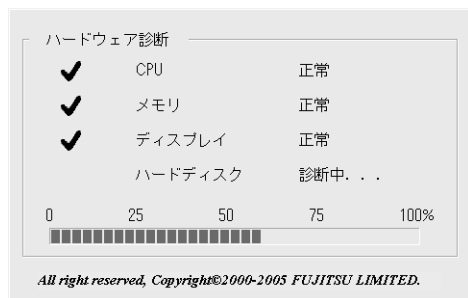 ハードウェア診断
CPU 正常
メモリ 正常
ディスプレイ 正常
ハードディスク 診断中. . .
0 25 50 75 100%
All right reserved, Copyright©2000-2005 FUJITSU LIMITED.